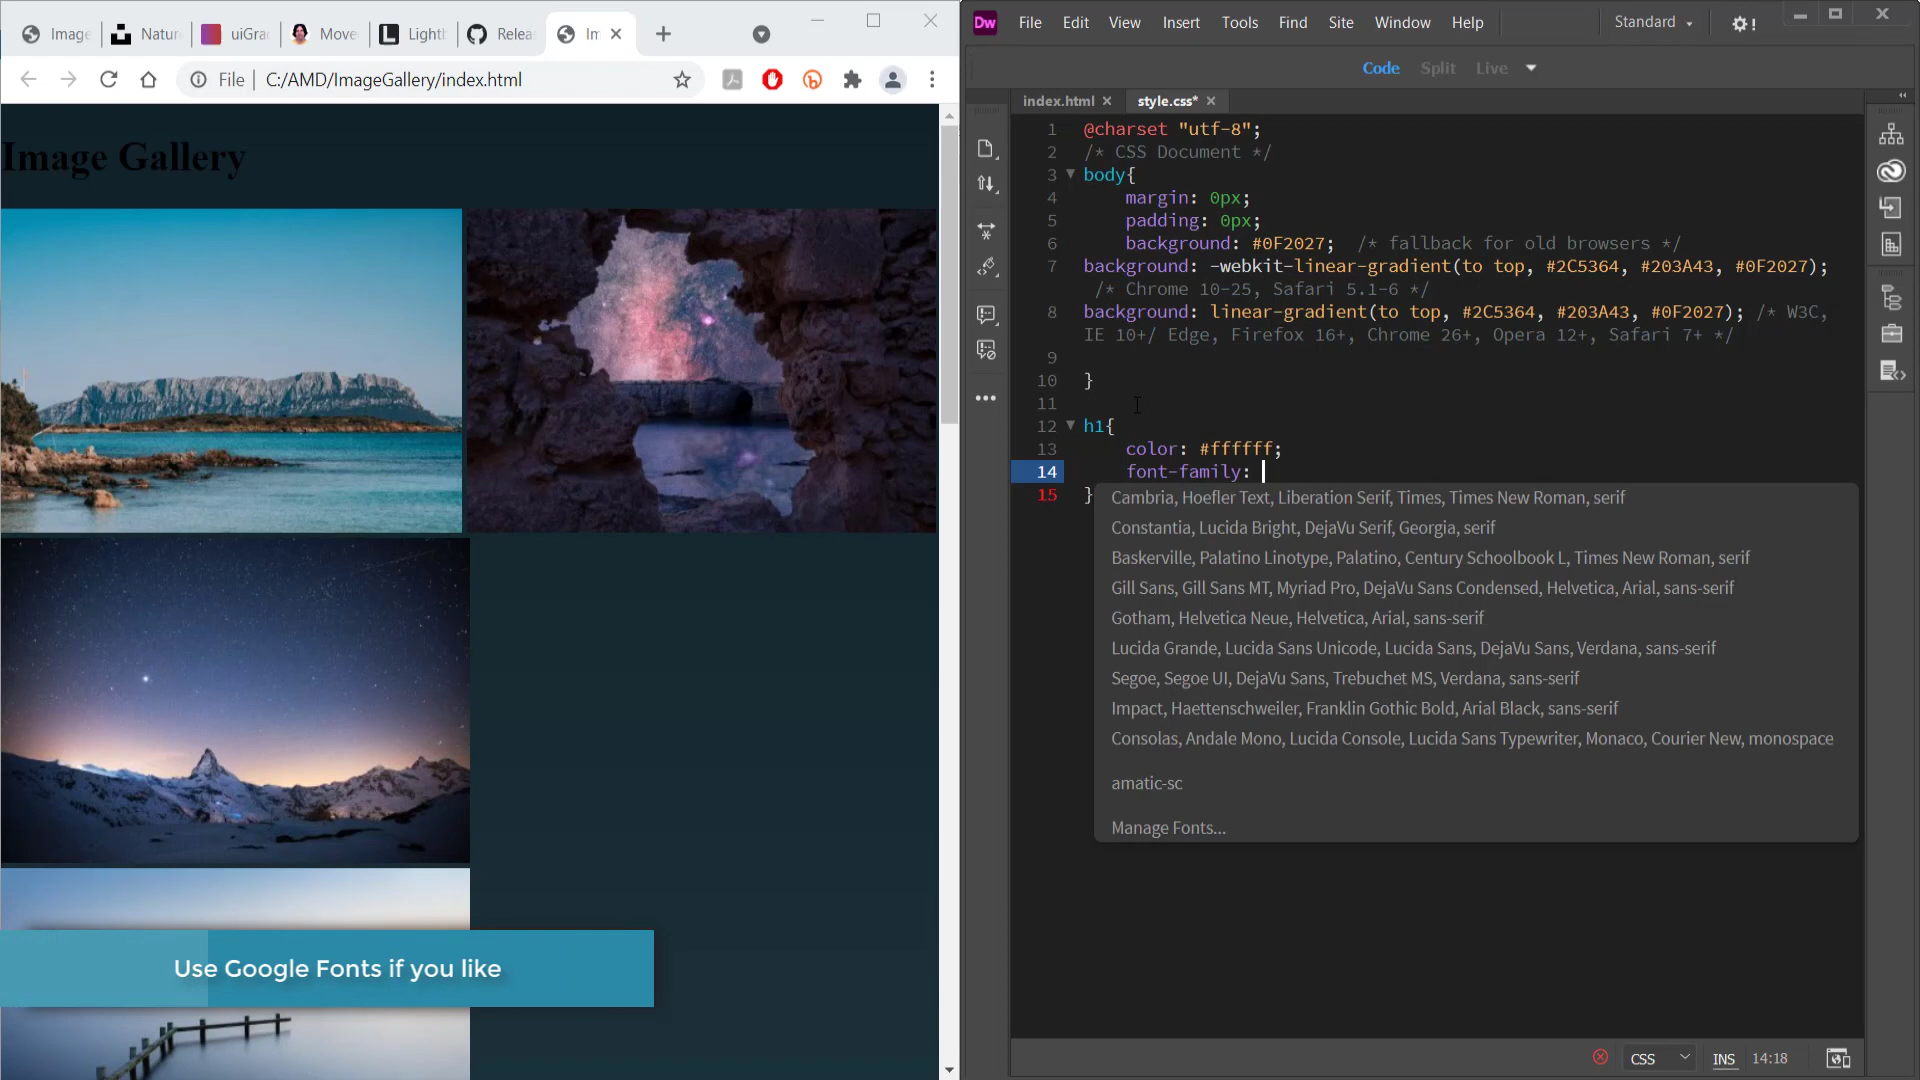 Image
Natur
uiGra
Move
Light
Relea
Im
File
C:/AMD/ImageGallery/index.html
Image Gallery
Use Google Fonts if you like
Dw
File
Edit
View
Insert
Tools
Find
Site
Window
Help
Standard
Code
Split
Live
index.html
style.css*
1 @charset "utf-8";
2 /* CSS Document */
3 body{
4 margin: 0px;
5 padding: 0px;
6 background: #0F2027;  /* fallback for old browsers */
7 background: -webkit-linear-gradient(to top, #2C5364, #203A43, #0F2027);
/* Chrome 10-25, Safari 5.1-6 */
8 background: linear-gradient(to top, #2C5364, #203A43, #0F2027); /* W3C,
IE 10+/ Edge, Firefox 16+, Chrome 26+, Opera 12+, Safari 7+ */
9
10 }
11
12 h1{
13 color: #ffffff;
14 font-family:
15 }
Cambria, Hoefler Text, Liberation Serif, Times, Times New Roman, serif
Constantia, Lucida Bright, DejaVu Serif, Georgia, serif
Baskerville, Palatino Linotype, Palatino, Century Schoolbook L, Times New Roman, serif
Gill Sans, Gill Sans MT, Myriad Pro, DejaVu Sans Condensed, Helvetica, Arial, sans-serif
Gotham, Helvetica Neue, Helvetica, Arial, sans-serif
Lucida Grande, Lucida Sans Unicode, Lucida Sans, DejaVu Sans, Verdana, sans-serif
Segoe, Segoe UI, DejaVu Sans, Trebuchet MS, Verdana, sans-serif
Impact, Haettenschweiler, Franklin Gothic Bold, Arial Black, sans-serif
Consolas, Andale Mono, Lucida Console, Lucida Sans Typewriter, Monaco, Courier New, monospace
amatic-sc
Manage Fonts...
CSS
INS
14:18